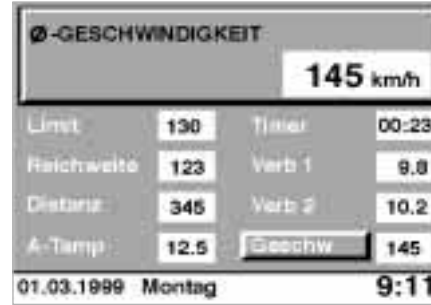 Ø-GESCHWINDIGKEIT
145 km/h
Limit 130 Timer 00:23
Reichweite 123 Verb 1 9.8
Distanz 345 Verb 2 10.2
A-Temp 12.5 Geschw 145
01.03.1999 Montag 9:11